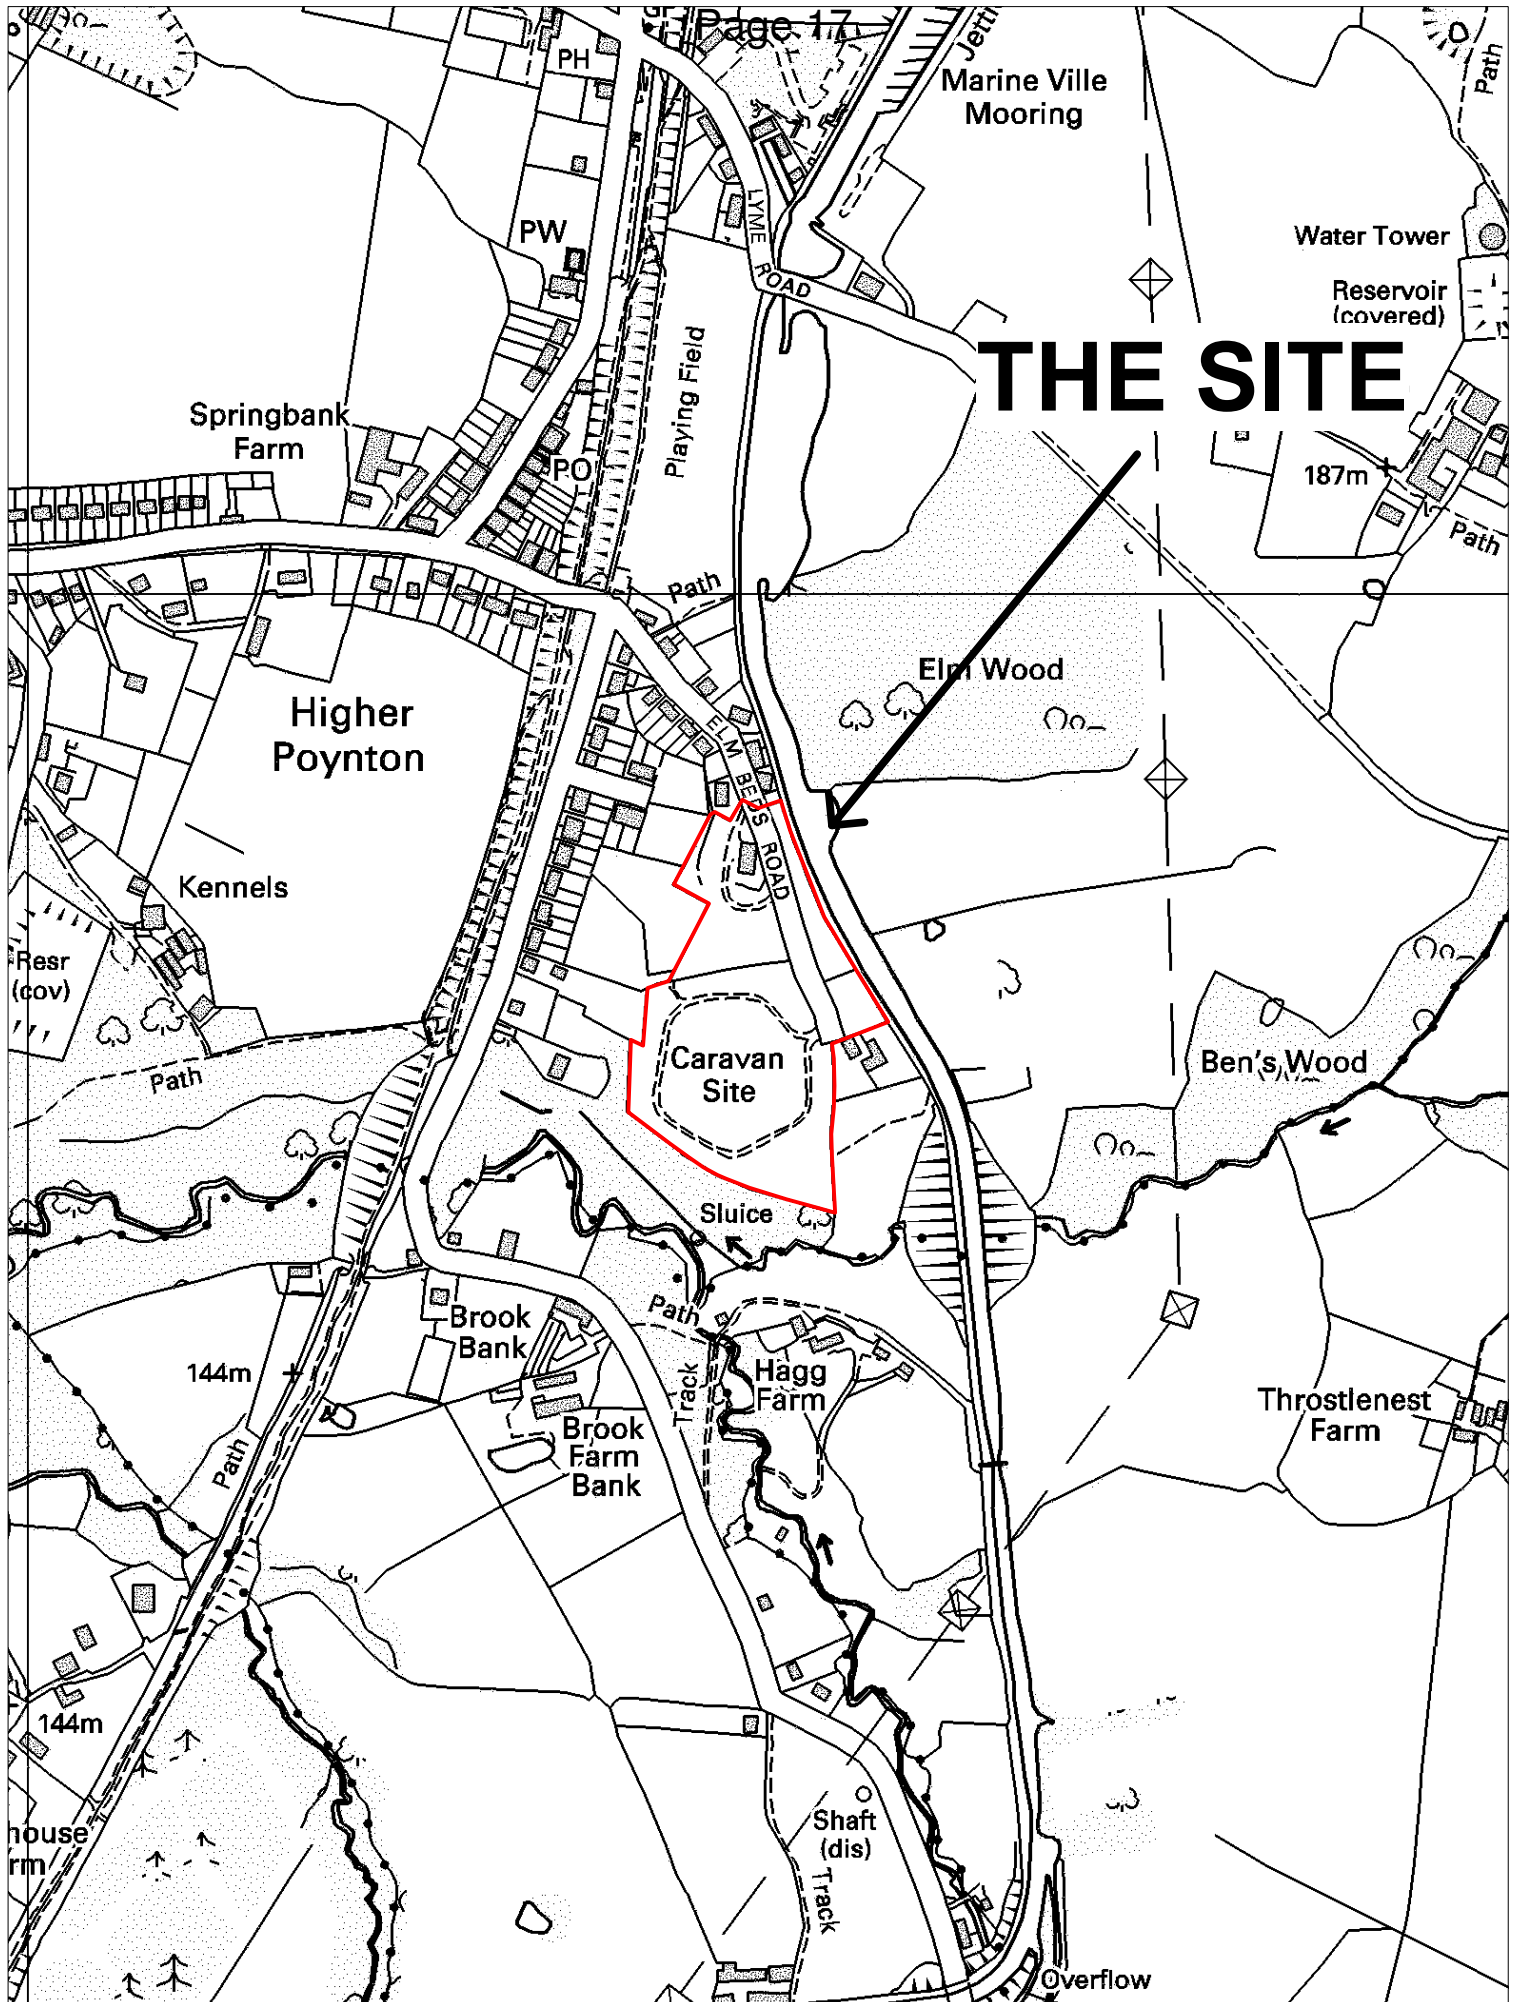 Page 17
PH
Marine Ville
Mooring
Path
LYME ROAD
PW
Water Tower
Reservoir
(covered)
THE SITE
Playing Field
Springbank
Farm
PO
187m
Path
Path
Elm Wood
Higher
Poynton
ELM BEDS ROAD
Kennels
Resr
(cov)
Caravan
Site
Ben's Wood
Path
Sluice
Path
Brook
Bank
144m
Track
Hagg
Farm
Throstlenest
Farm
Brook
Farm
Bank
Path
144m
Shaft
(dis)
Track
Overflow